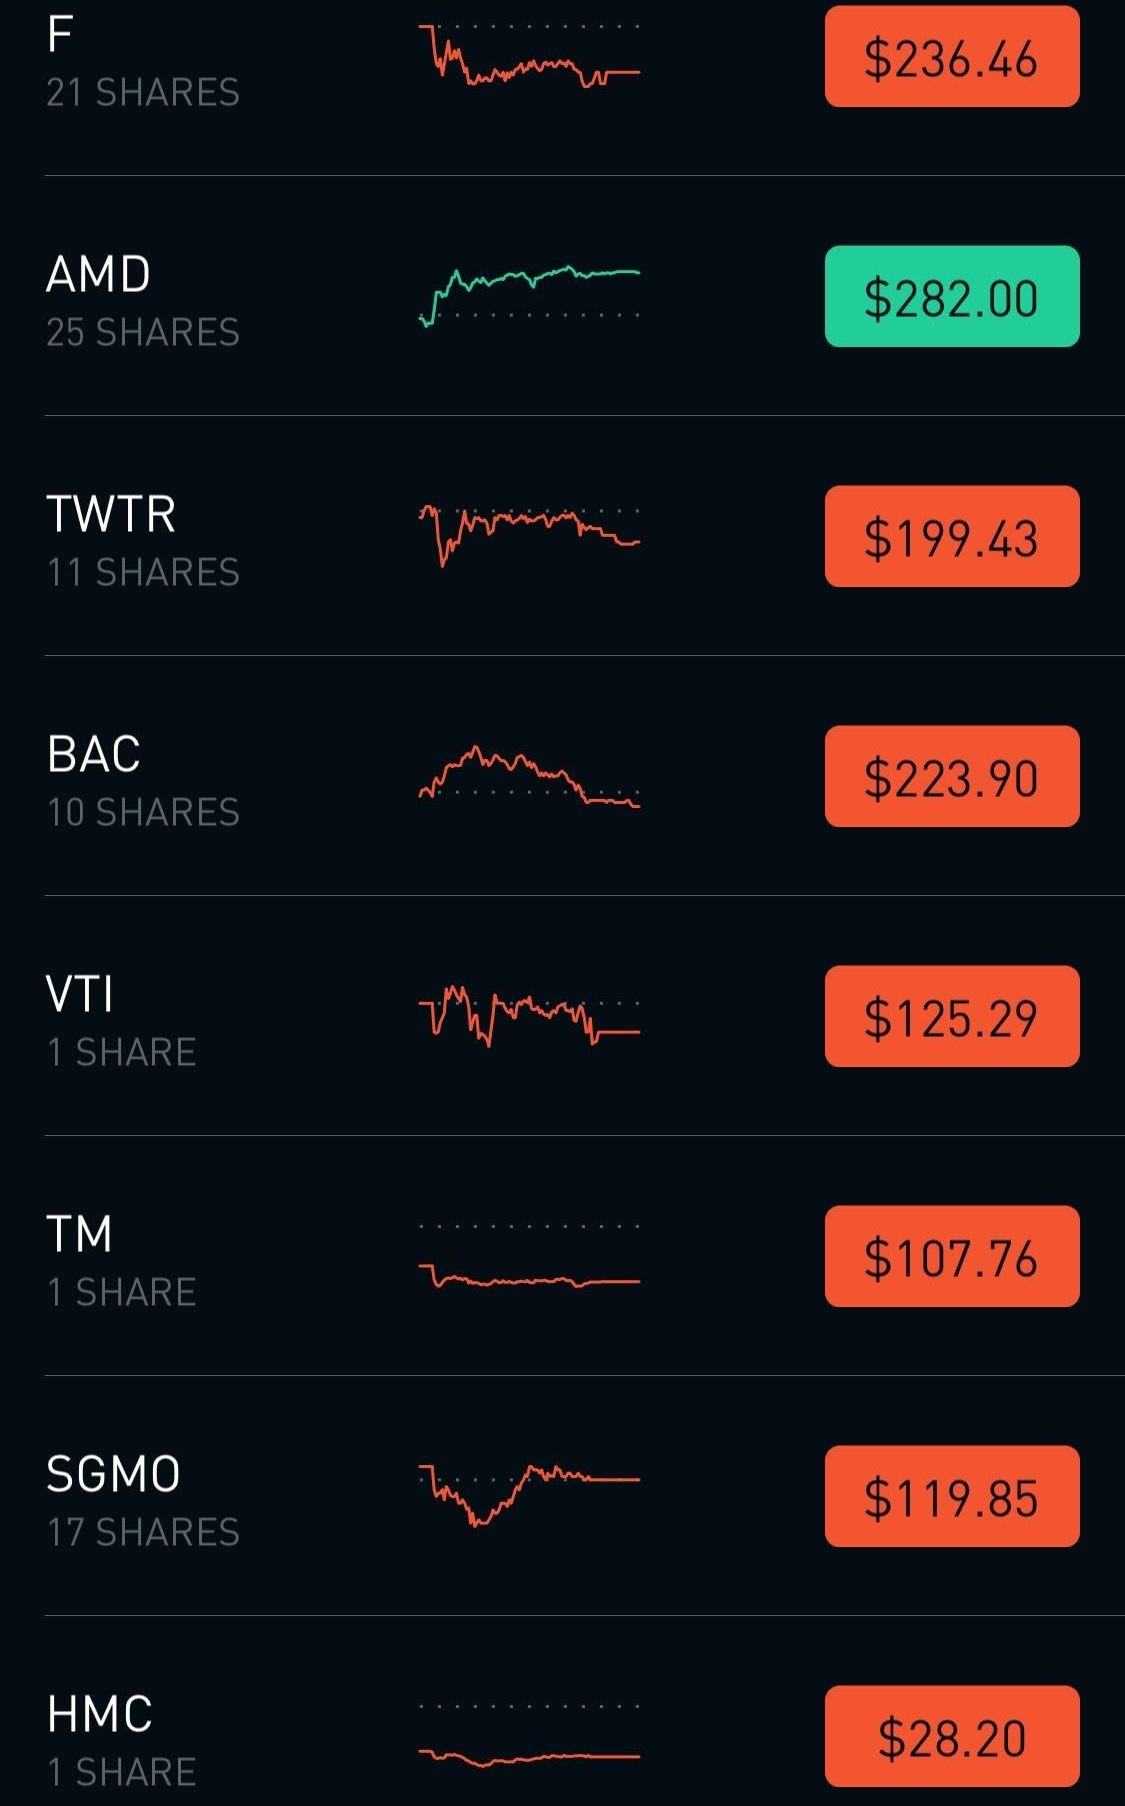 F
21 SHARES
$236.46
AMD
25 SHARES
$282.00
TWTR
11 SHARES
$199.43
BAC
10 SHARES
$223.90
VTI
1 SHARE
$125.29
TM
1 SHARE
$107.76
SGMO
17 SHARES
$119.85
HMC
1 SHARE
$28.20